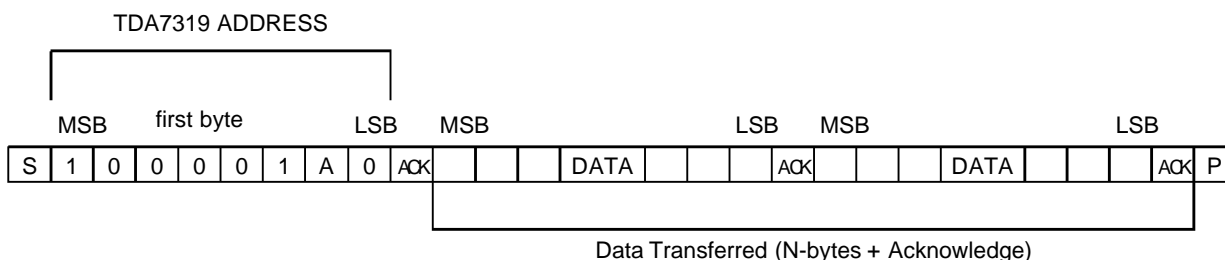 TDA7319 ADDRESS
MSB first byte LSB MSB LSB MSB LSB
S 1 0 0 0 0 1 A 0 ACK DATA ACK DATA ACK P
Data Transferred (N-bytes + Acknowledge)